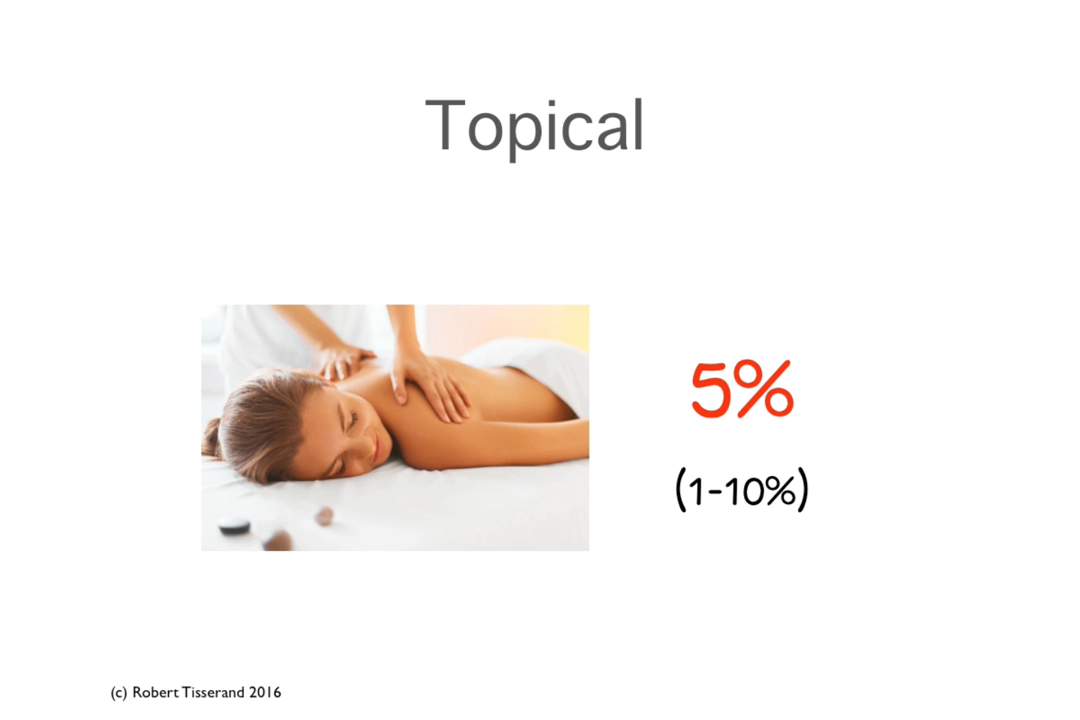 Topical
5%
(1-10%)
(c) Robert Tisserand 2016